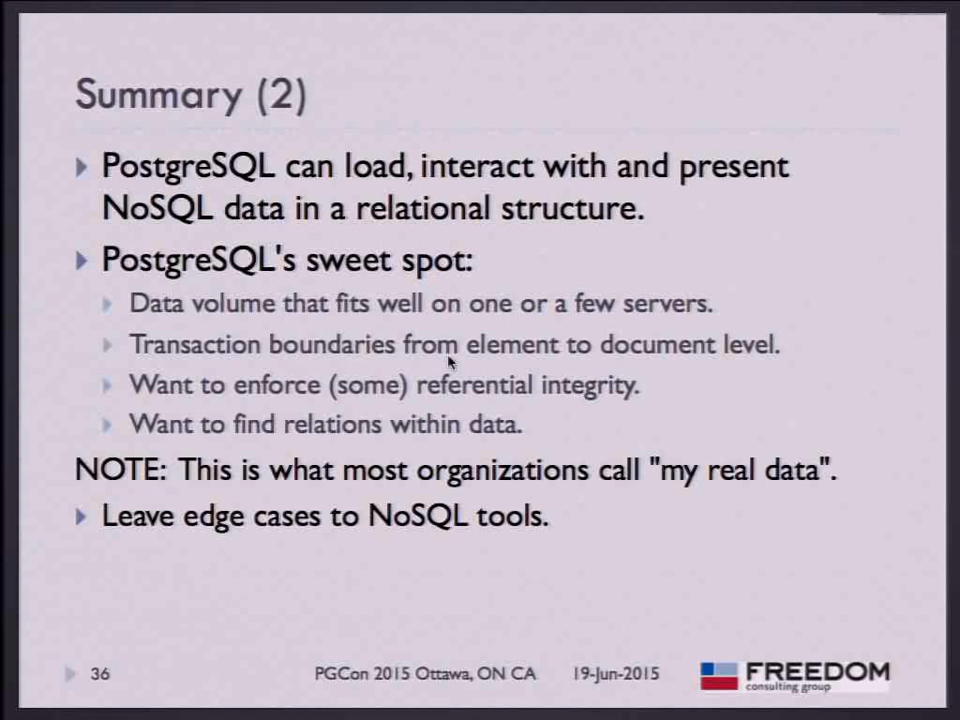 Summary (2)
PostgreSQL can load, interact with and present
NoSQL data in a relational structure.
PostgreSQL's sweet spot:
Data volume that fits well on one or a few servers.
Transaction boundaries from element to document level.
Want to enforce (some) referential integrity.
Want to find relations within data.
NOTE: This is what most organizations call "my real data".
Leave edge cases to NoSQL tools.
36 PGCon 2015 Ottawa, ON CA 19-Jun-2015 FREEDOM
consulting group